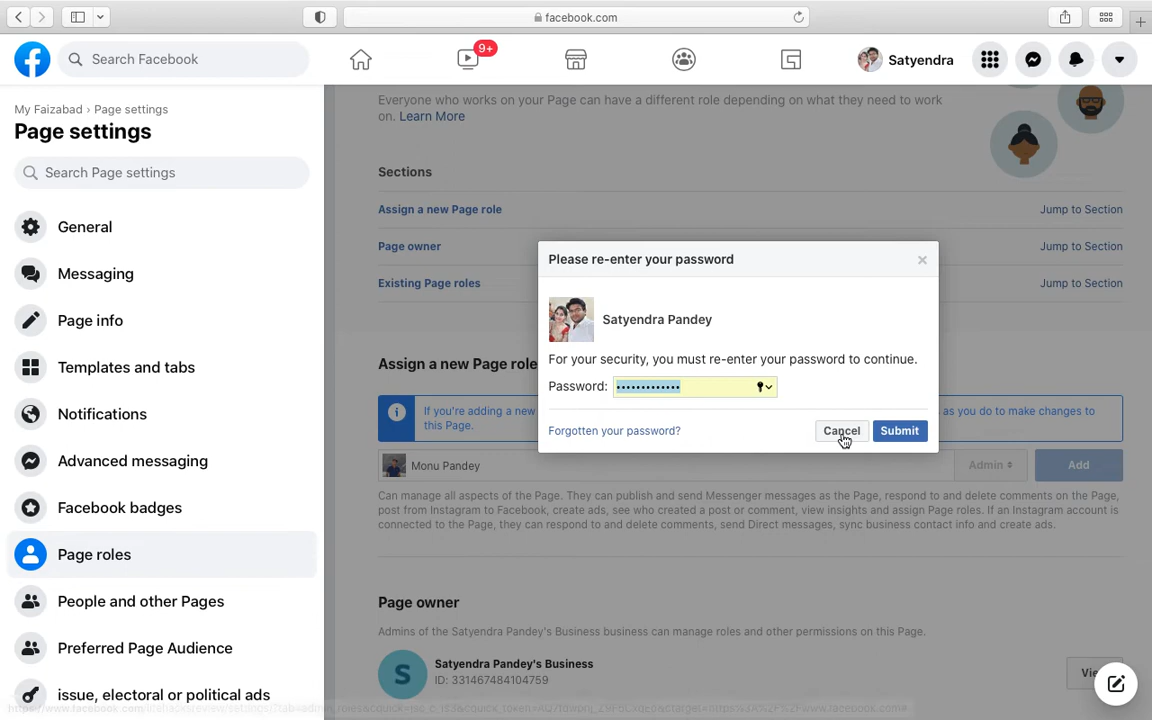 facebook.com
Search Facebook
9+
Satyendra
My Faizabad › Page settings
Page settings
Search Page settings
General
Messaging
Page info
Templates and tabs
Notifications
Advanced messaging
Facebook badges
Page roles
People and other Pages
Preferred Page Audience
issue, electoral or political ads
Everyone who works on your Page can have a different role depending on what they need to work
on. Learn More
Sections
Assign a new Page role Jump to Section
Page owner Jump to Section
Existing Page roles Jump to Section
Please re-enter your password
Satyendra Pandey
For your security, you must re-enter your password to continue.
Password: •••••••••••••
Forgotten your password? Cancel Submit
Assign a new Page role
If you're adding a new as you do to make changes to
this Page.
Monu Pandey Admin Add
Can manage all aspects of the Page. They can publish and send Messenger messages as the Page, respond to and delete comments on the Page,
post from Instagram to Facebook, create ads, see who created a post or comment, view insights and assign Page roles. If an Instagram account is
connected to the Page, they can respond to and delete comments, send Direct messages, sync business contact info and create ads.
Page owner
Admins of the Satyendra Pandey's Business business can manage roles and other permissions on this Page.
S
Satyendra Pandey's Business
ID: 331467484104759